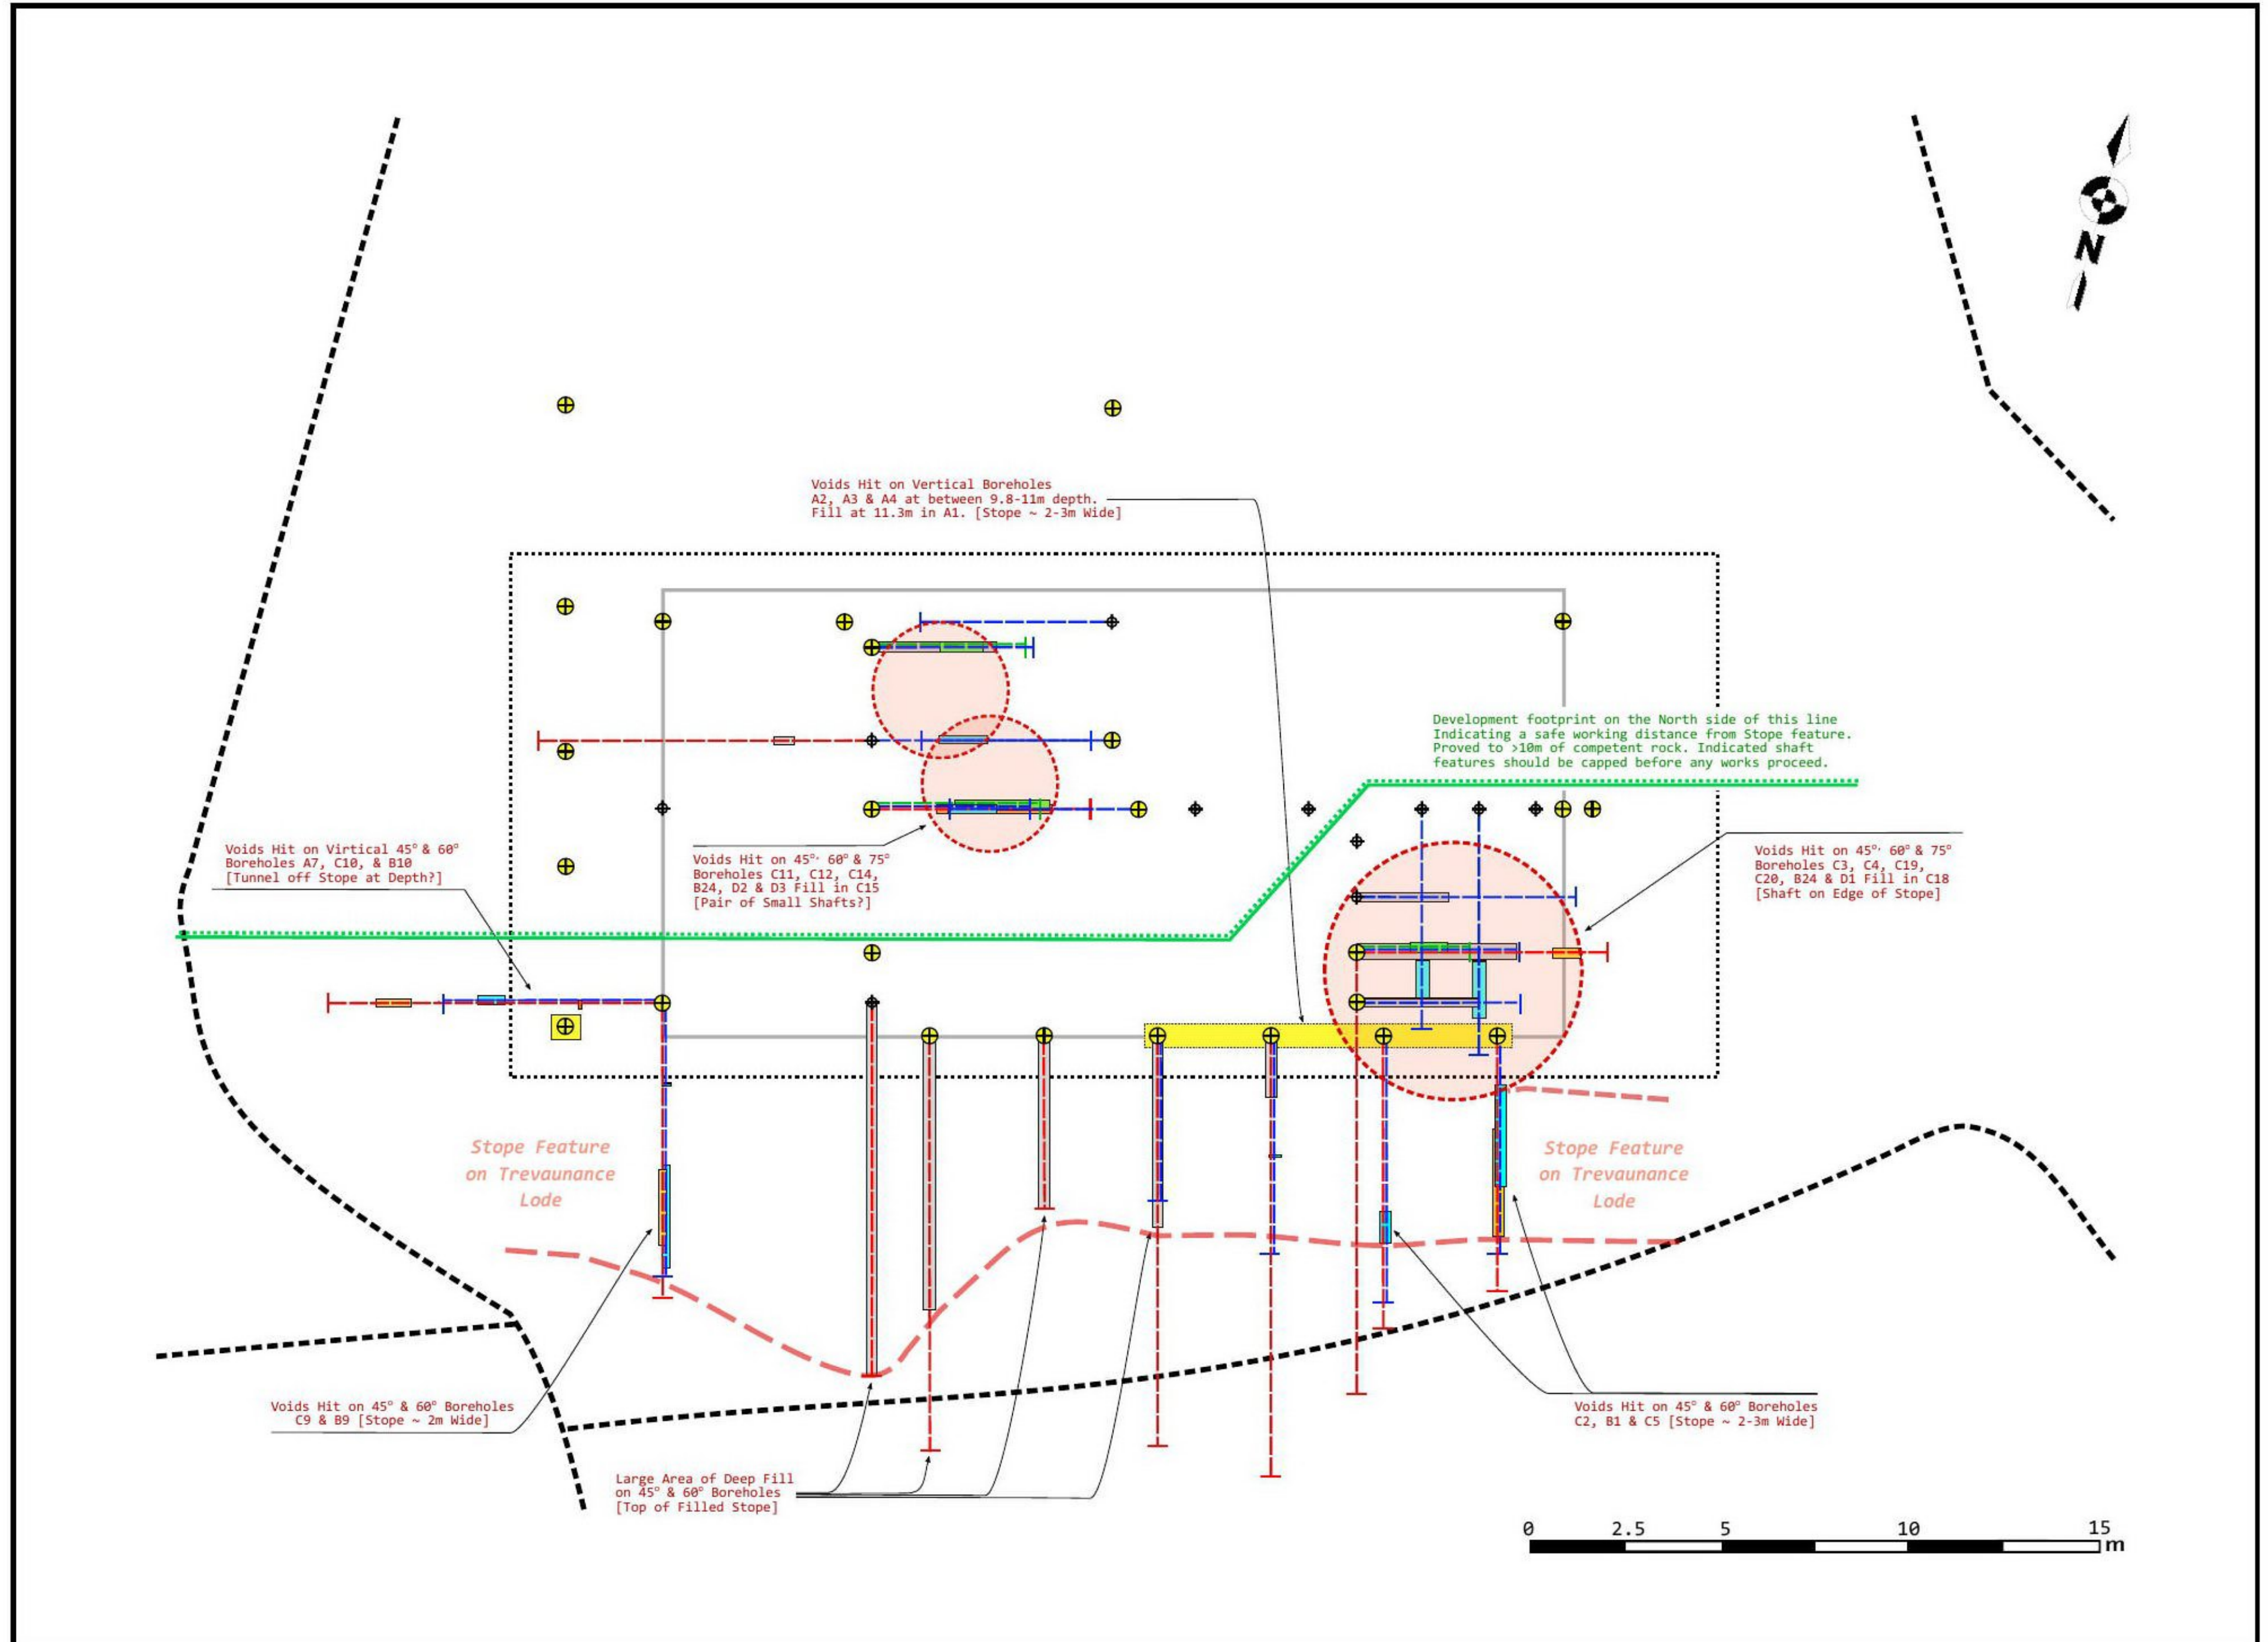 N
Voids Hit on Vertical Boreholes
A2, A3 & A4 at between 9.8-11m depth.
Fill at 11.3m in A1. [Stope ~ 2-3m Wide]
Development footprint on the North side of this line
Indicating a safe working distance from Stope feature.
Proved to >10m of competent rock. Indicated shaft
features should be capped before any works proceed.
Voids Hit on Virtical 45° & 60°
Boreholes A7, C10, & B10
[Tunnel off Stope at Depth?]
Voids Hit on 45°, 60° & 75°
Boreholes C11, C12, C14,
B24, D2 & D3 Fill in C15
[Pair of Small Shafts?]
Voids Hit on 45°, 60° & 75°
Boreholes C3, C4, C19,
C20, B24 & D1 Fill in C18
[Shaft on Edge of Stope]
Stope Feature
on Trevaunance
Lode
Stope Feature
on Trevaunance
Lode
Voids Hit on 45° & 60° Boreholes
C9 & B9 [Stope ~ 2m Wide]
Voids Hit on 45° & 60° Boreholes
C2, B1 & C5 [Stope ~ 2-3m Wide]
Large Area of Deep Fill
on 45° & 60° Boreholes
[Top of Filled Stope]
0 2.5 5 10 15
m